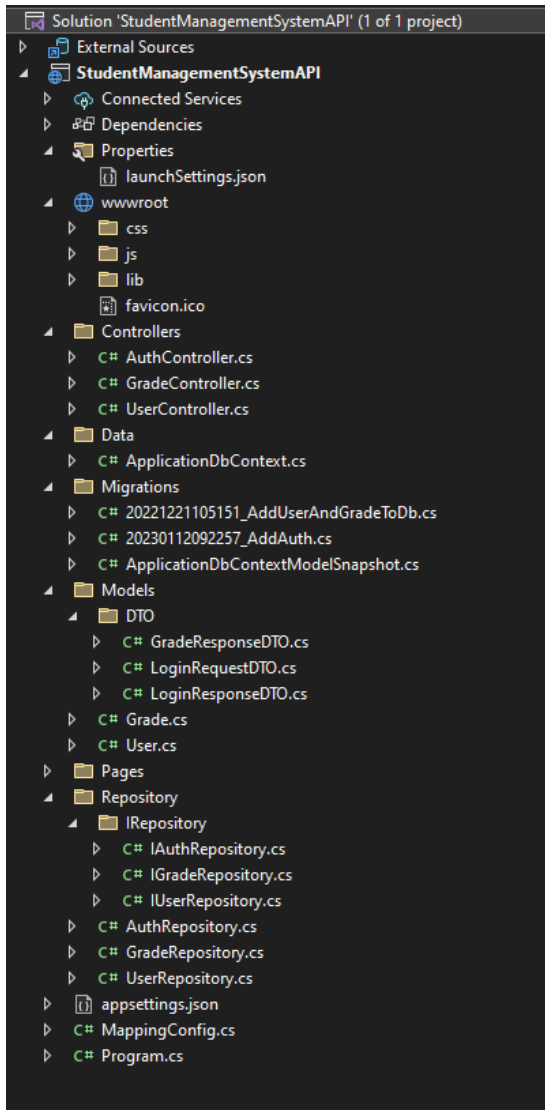 Solution 'StudentManagementSystemAPI' (1 of 1 project)
External Sources
StudentManagementSystemAPI
Connected Services
Dependencies
Properties
launchSettings.json
wwwroot
css
js
lib
favicon.ico
Controllers
C# AuthController.cs
C# GradeController.cs
C# UserController.cs
Data
C# ApplicationDbContext.cs
Migrations
C# 20221221105151_AddUserAndGradeToDb.cs
C# 20230112092257_AddAuth.cs
C# ApplicationDbContextModelSnapshot.cs
Models
DTO
C# GradeResponseDTO.cs
C# LoginRequestDTO.cs
C# LoginResponseDTO.cs
C# Grade.cs
C# User.cs
Pages
Repository
IRepository
C# IAuthRepository.cs
C# IGradeRepository.cs
C# IUserRepository.cs
C# AuthRepository.cs
C# GradeRepository.cs
C# UserRepository.cs
appsettings.json
C# MappingConfig.cs
C# Program.cs